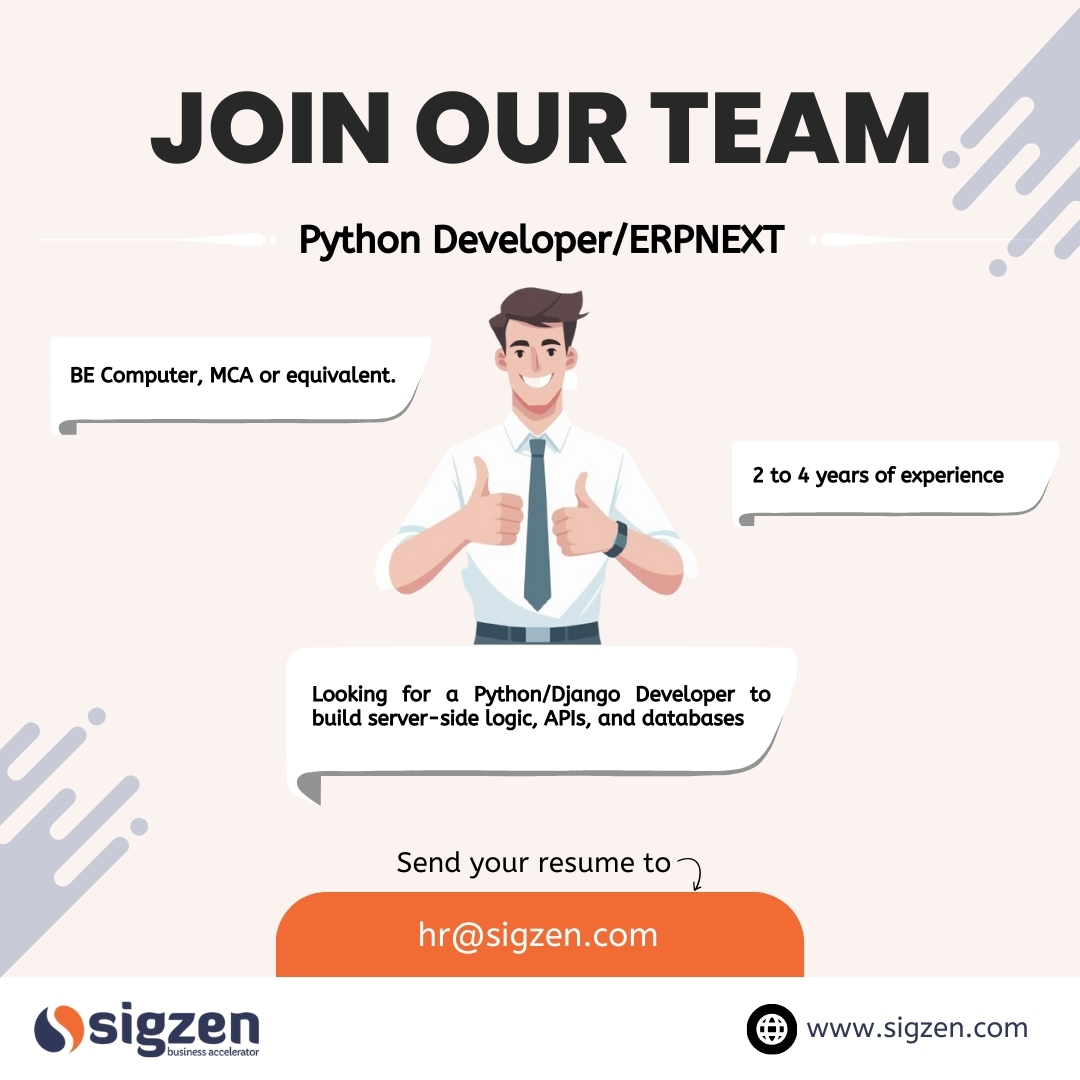 JOIN OUR TEAM
Python Developer/ERPNEXT
BE Computer, MCA or equivalent.
2 to 4 years of experience
Looking for a Python/Django Developer to
build server-side logic, APIs, and databases
Send your resume to
hr@sigzen.com
sigzen
business accelerator
www.sigzen.com